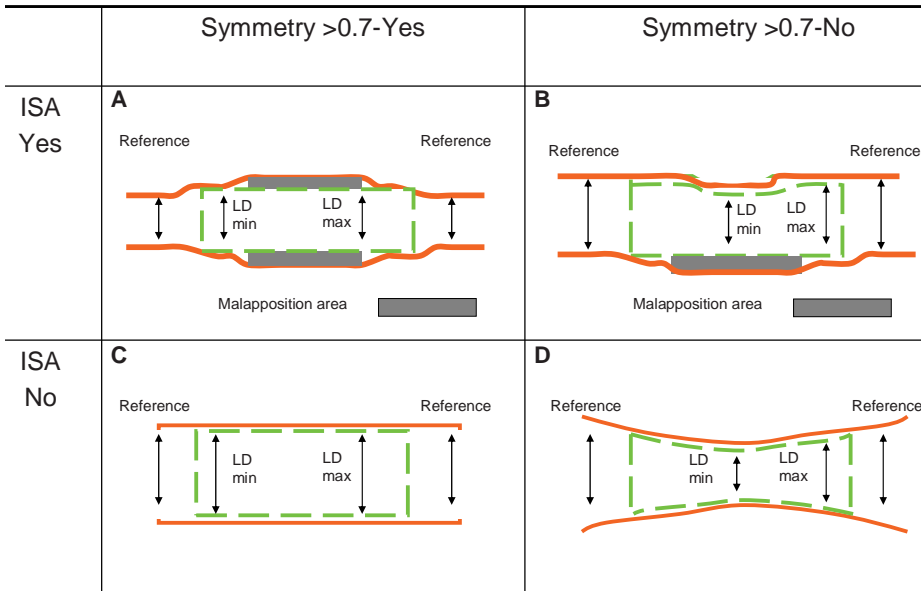 Symmetry >0.7-Yes
Symmetry >0.7-No
ISA
Yes
A
Reference
Reference
LD
min
LD
max
Malapposition area
B
Reference
Reference
LD
min
LD
max
Malapposition area
ISA
No
C
Reference
Reference
LD
min
LD
max
D
Reference
Reference
LD
min
LD
max